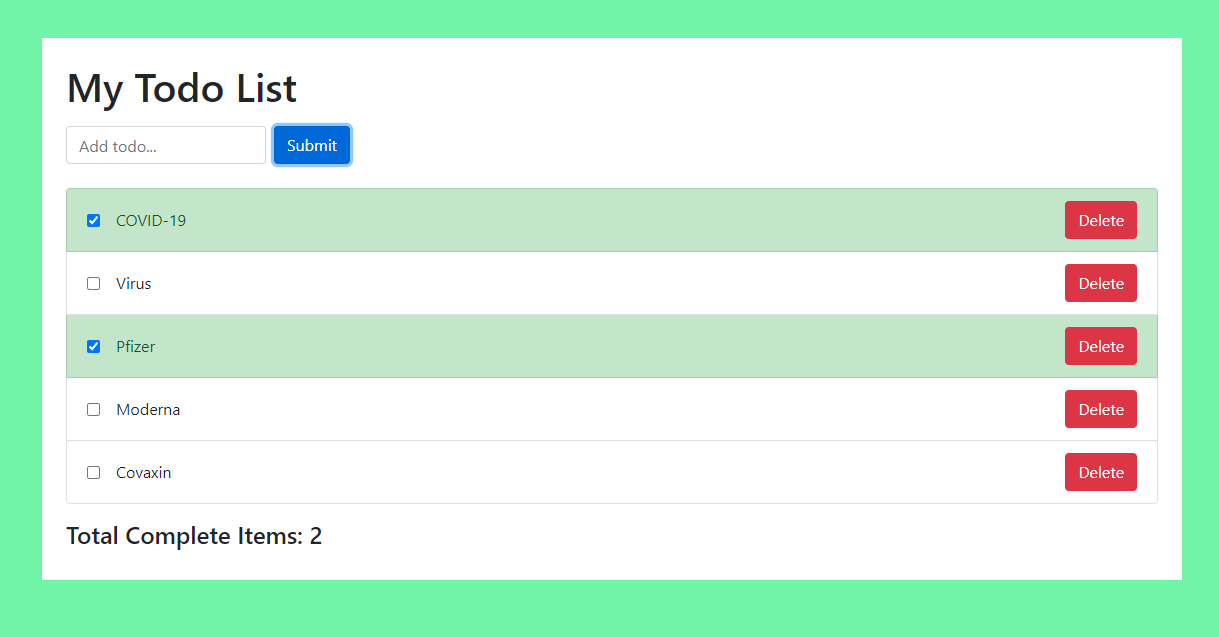 My Todo List
Add todo... Submit
COVID-19 Delete
Virus Delete
Pfizer Delete
Moderna Delete
Covaxin Delete
Total Complete Items: 2